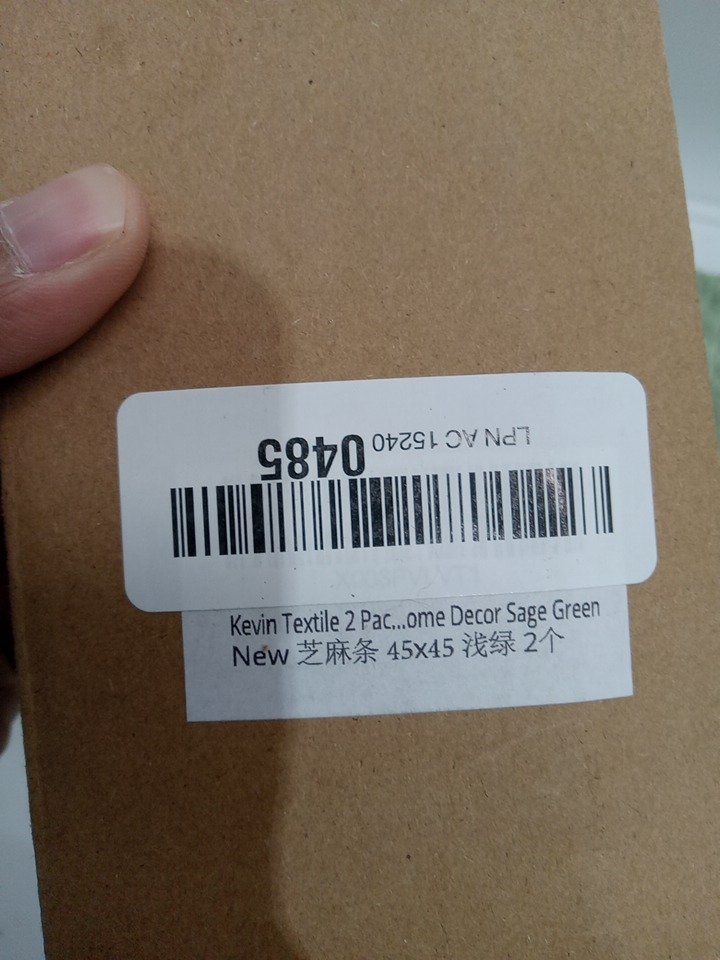 LPN AC 15240 0485
Kevin Textile 2 Pac...ome Decor Sage Green
New 芝麻条 45x45 浅绿 2个